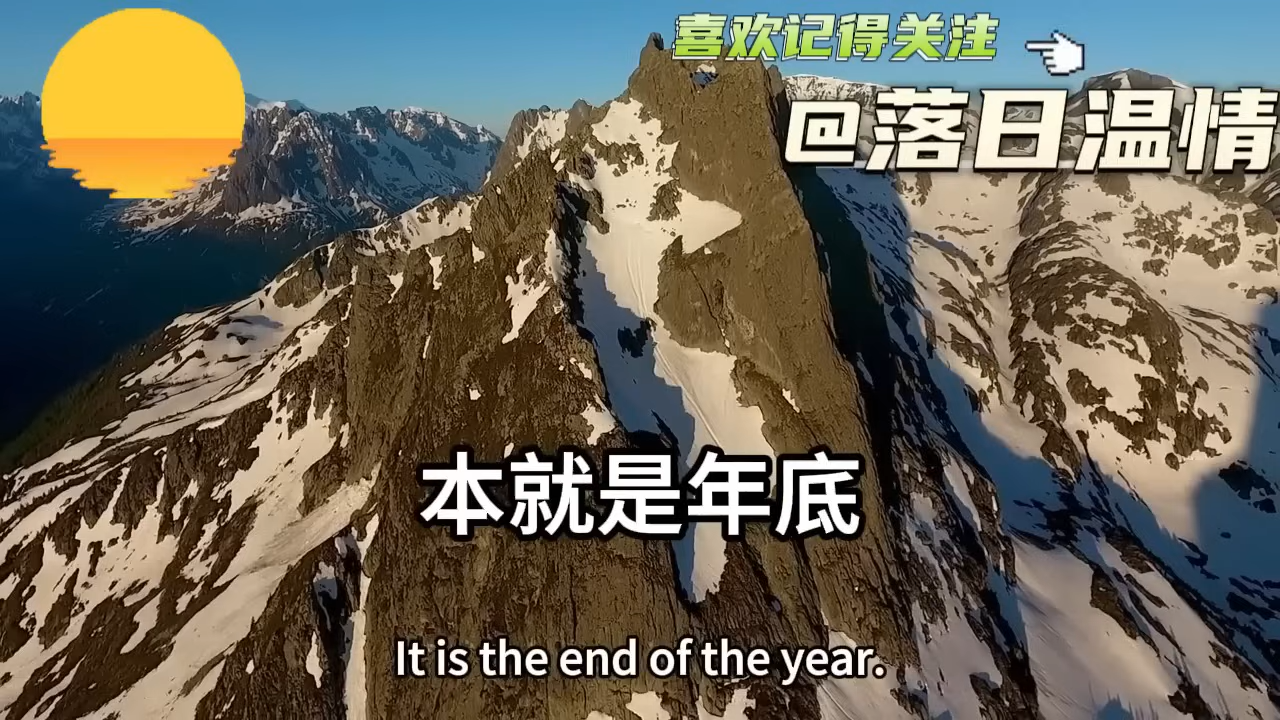 喜欢记得关注
@落日温情
本就是年底
It is the end of the year.